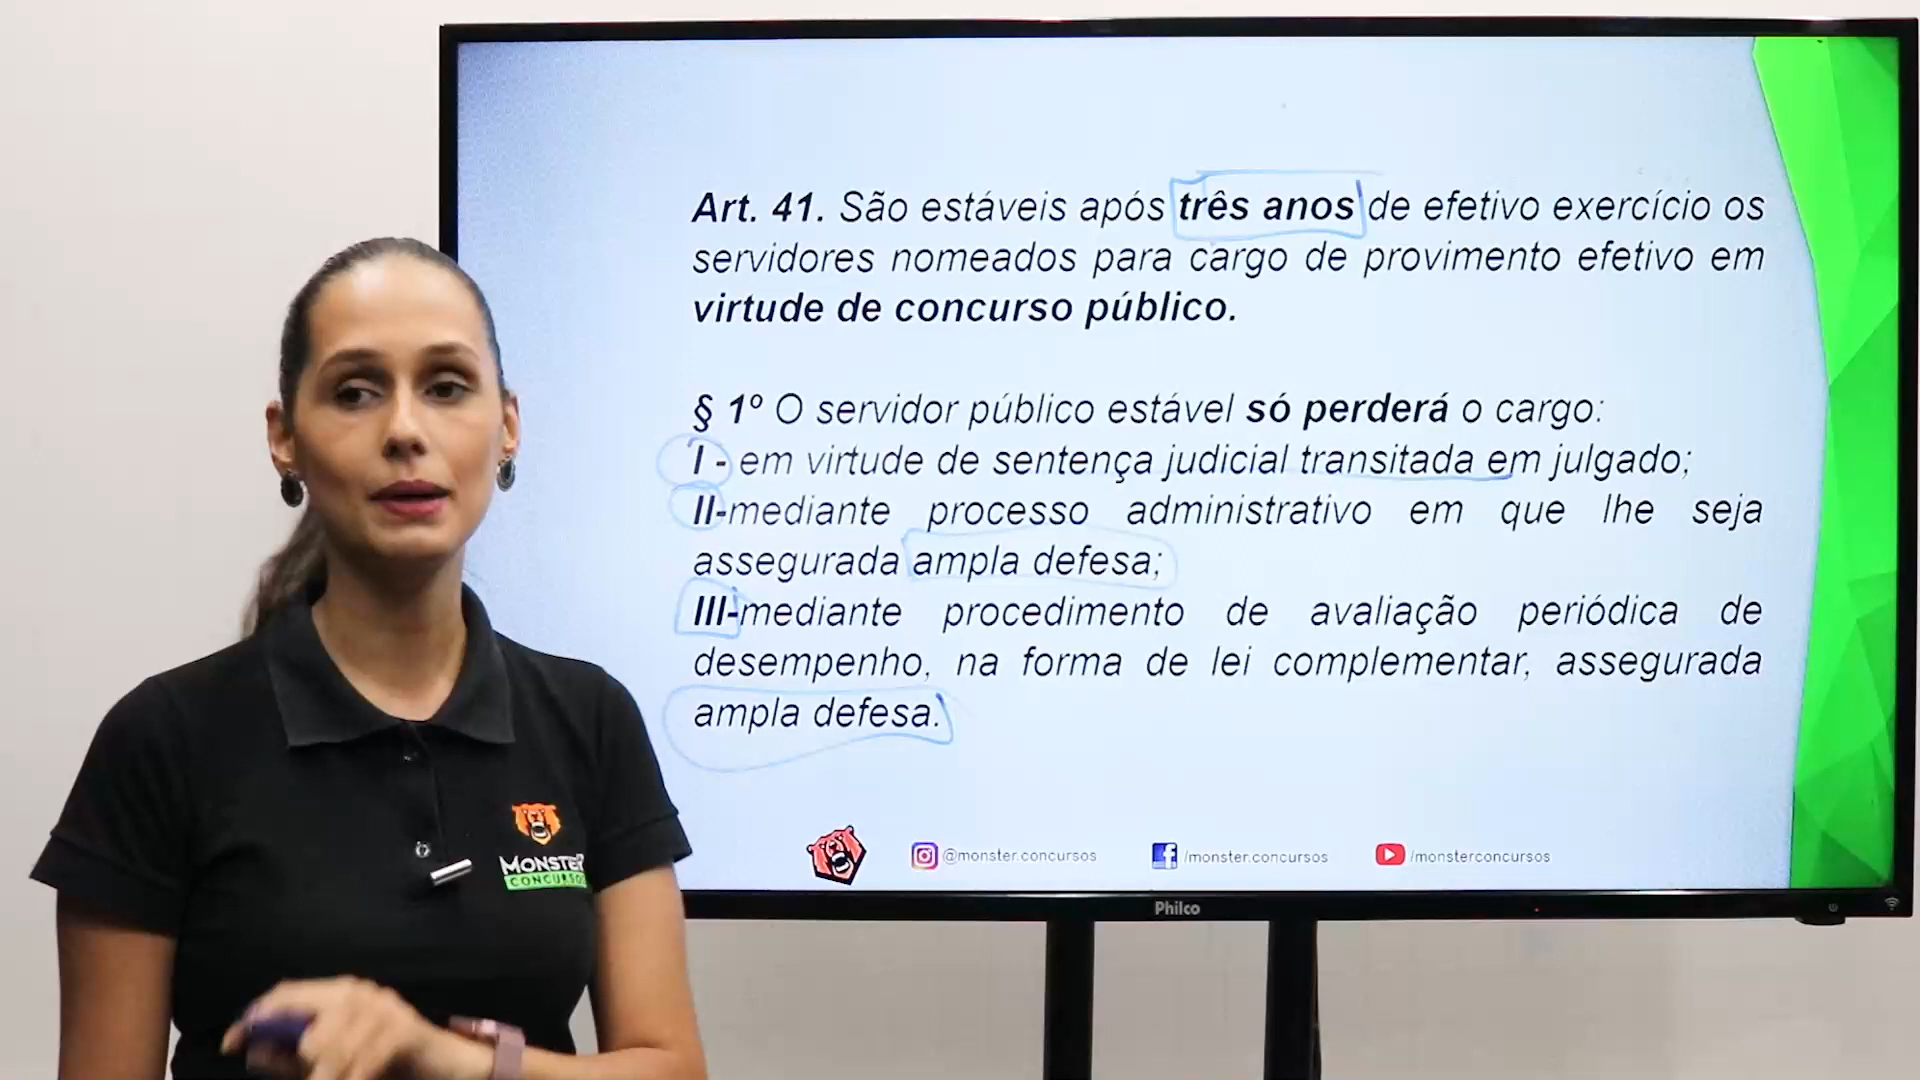 Art. 41. São estáveis após três anos de efetivo exercício os
servidores nomeados para cargo de provimento efetivo em
virtude de concurso público.
§ 1º O servidor público estável só perderá o cargo:
I - em virtude de sentença judicial transitada em julgado;
II-mediante processo administrativo em que lhe seja
assegurada ampla defesa;
III-mediante procedimento de avaliação periódica de
desempenho, na forma de lei complementar, assegurada
ampla defesa.
@monster.concursos /monster.concursos /monsterconcursos
Philco
MONSTER
CONCURSOS